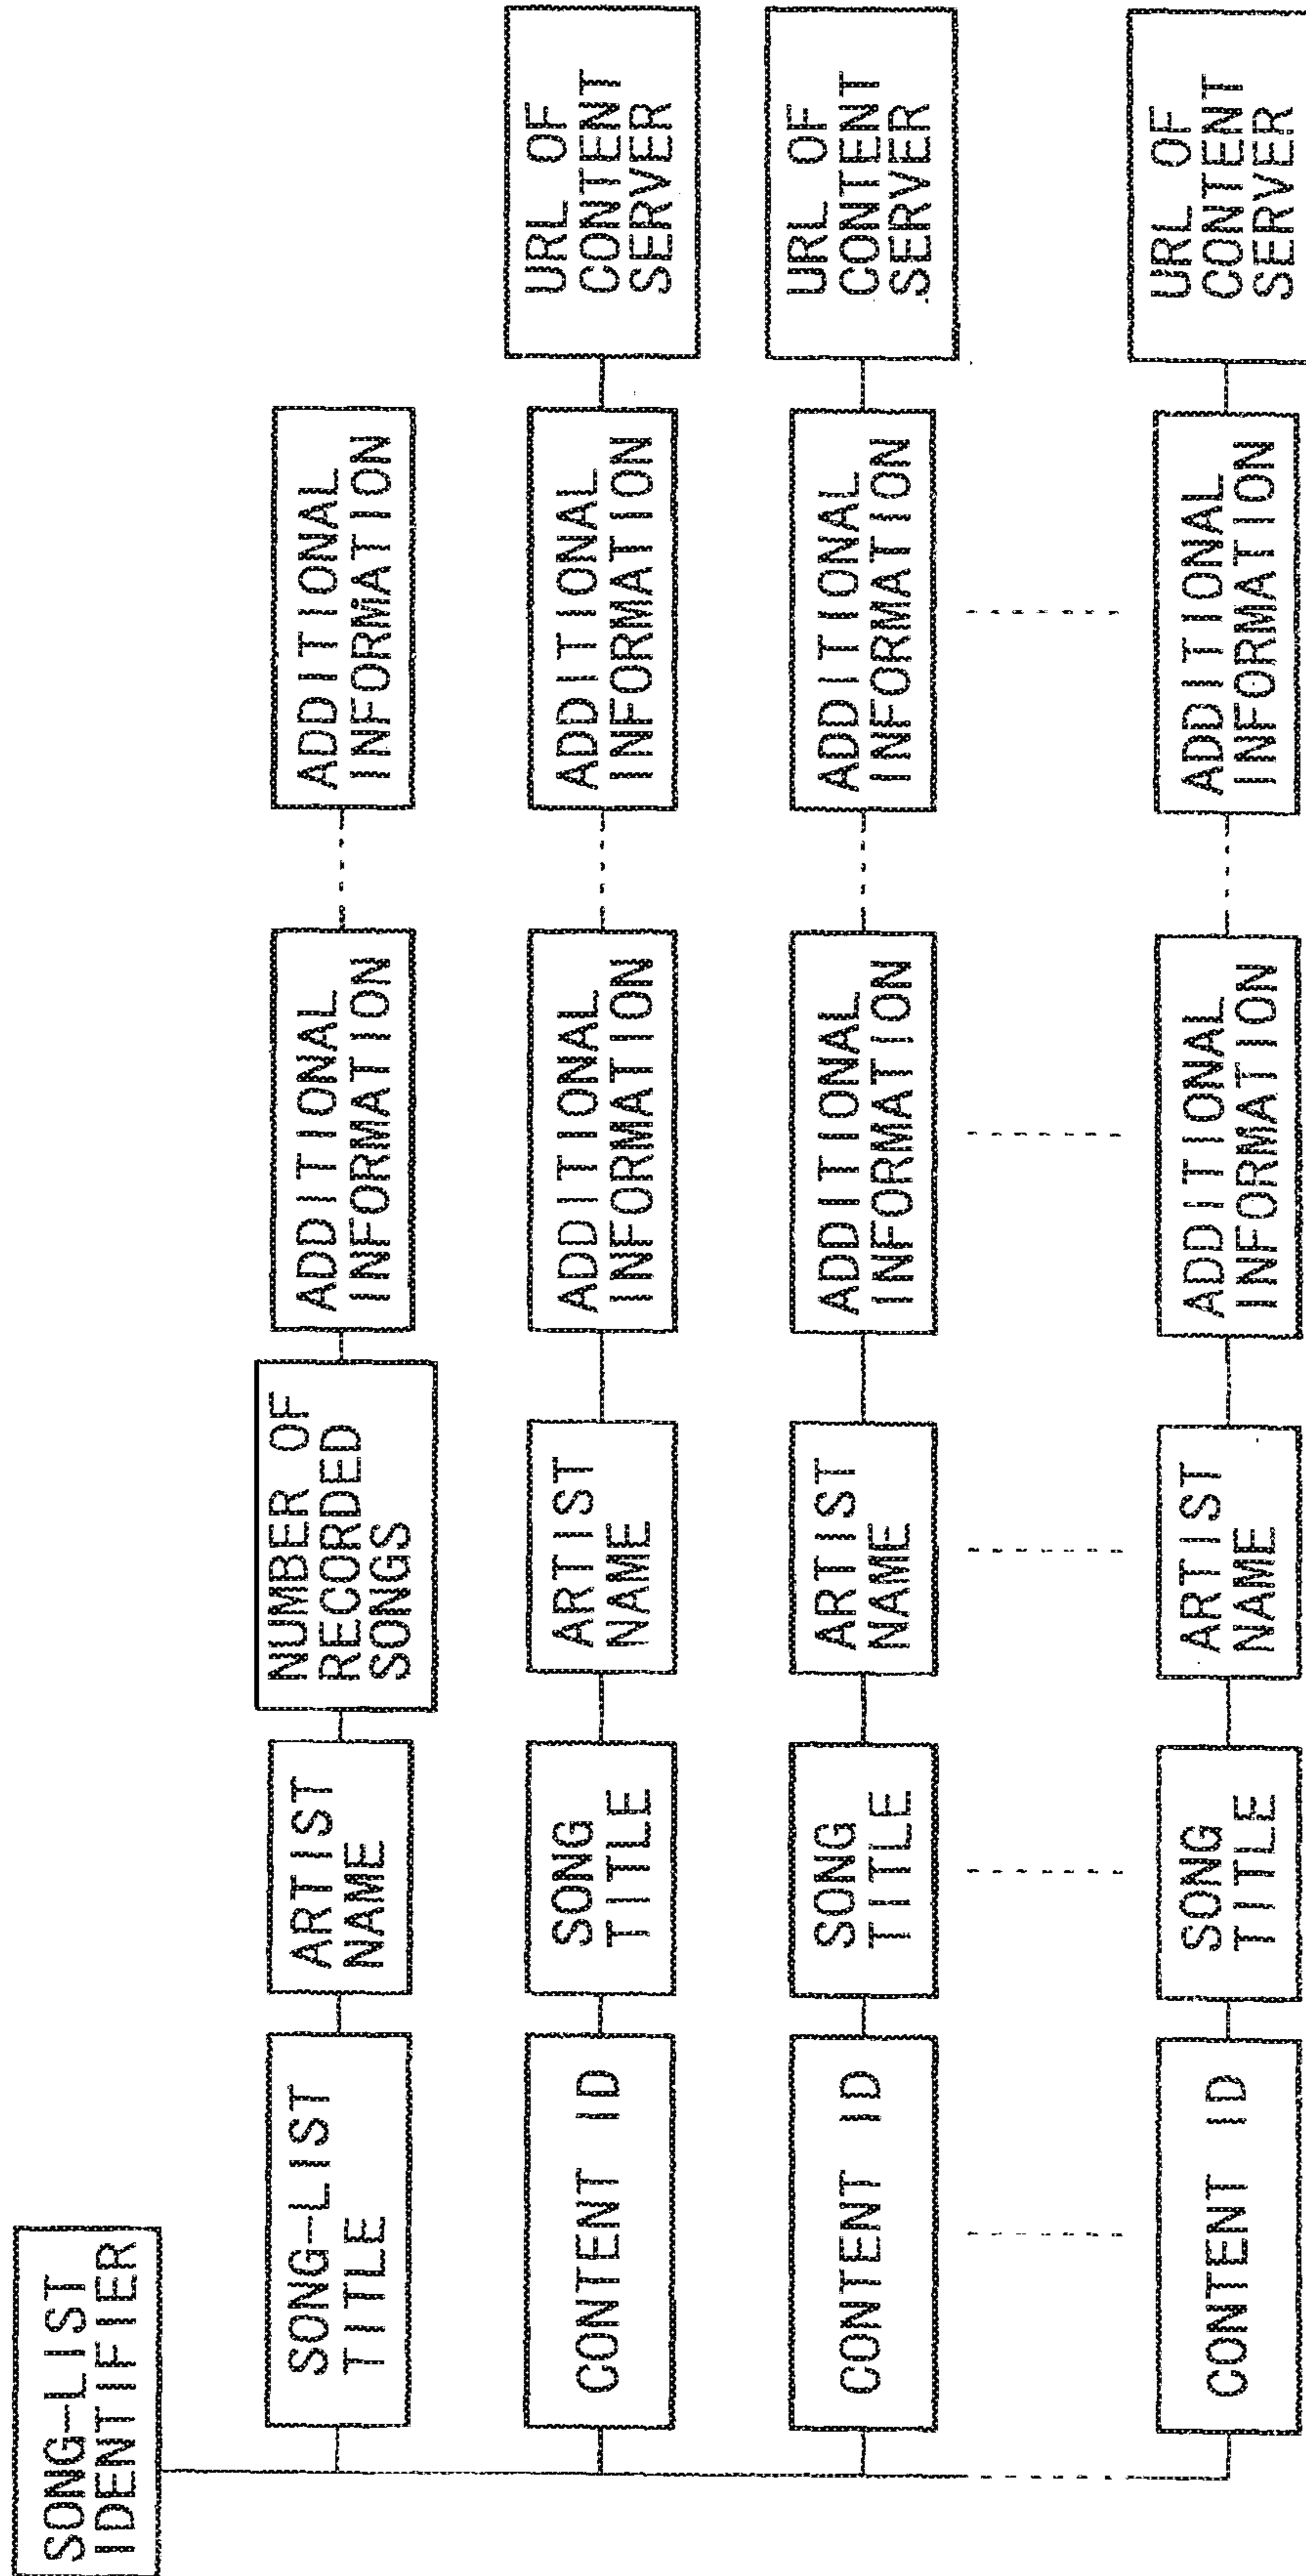 SONG-LIST
IDENTIFIER
SONG-LIST
TITLE
ARTIST
NAME
NUMBER OF
RECORDED
SONGS
ADDITIONAL
INFORMATION
ADDITIONAL
INFORMATION
CONTENT ID
SONG
TITLE
ARTIST
NAME
ADDITIONAL
INFORMATION
ADDITIONAL
INFORMATION
URL OF
CONTENT
SERVER
CONTENT ID
SONG
TITLE
ARTIST
NAME
ADDITIONAL
INFORMATION
ADDITIONAL
INFORMATION
URL OF
CONTENT
SERVER
CONTENT ID
SONG
TITLE
ARTIST
NAME
ADDITIONAL
INFORMATION
ADDITIONAL
INFORMATION
URL OF
CONTENT
SERVER